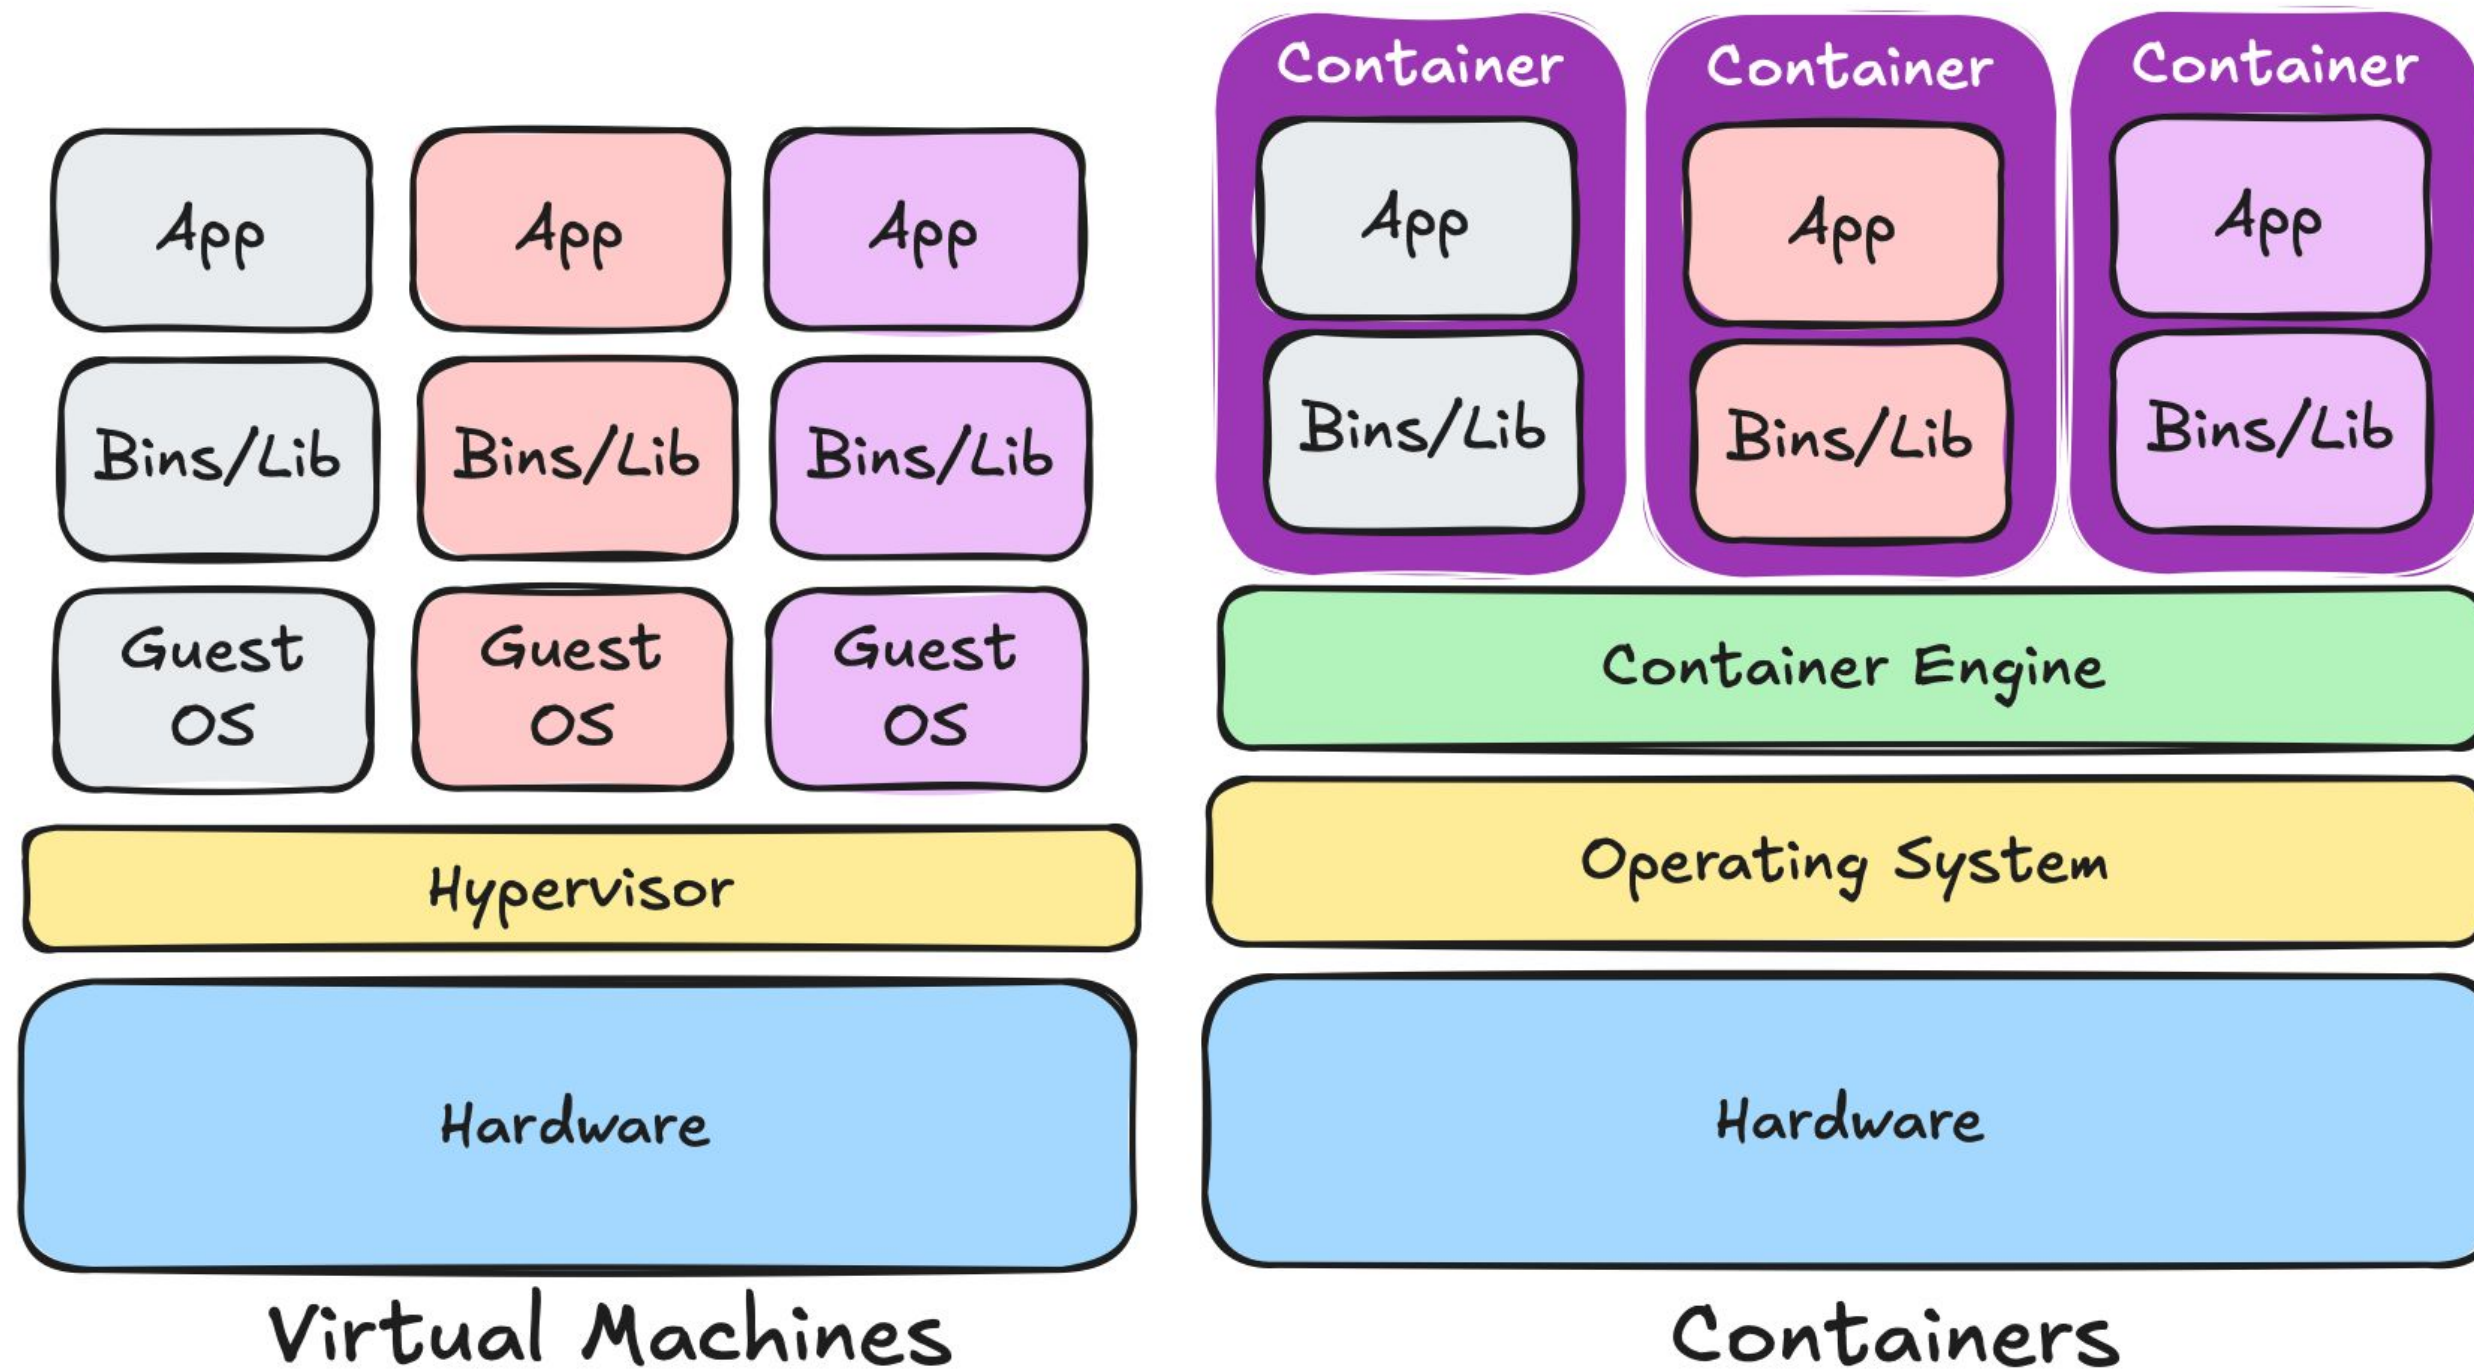 App
App
App
Bins/Lib
Bins/Lib
Bins/Lib
Guest
OS
Guest
OS
Guest
OS
Hypervisor
Hardware
Virtual Machines
Container
Container
Container
App
App
App
Bins/Lib
Bins/Lib
Bins/Lib
Container Engine
Operating System
Hardware
Containers